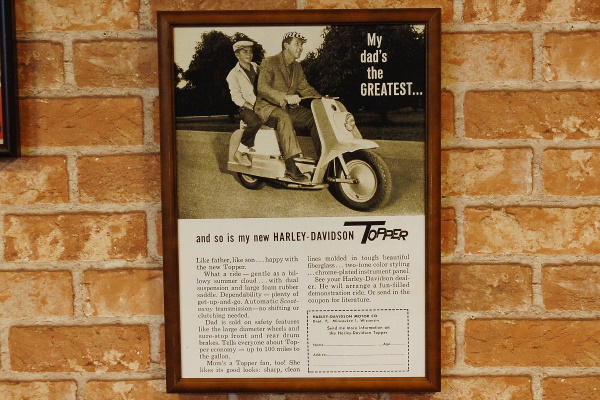 My
dad's
the
GREATEST...
and so is my new HARLEY-DAVIDSON TOPPER
Like father, like son...happy with
the new Topper.
What a ride — gentle as a bil-
lowy summer cloud...with dual
suspension and large foam rubber
saddle. Dependability — plenty of
get-up-and-go. Automatic Scoot-
away transmission—no shifting or
clutching needed.
Dad is sold on safety features
like the large diameter wheels and
sure-stop front and rear drum
brakes. Tells everyone about Top-
per economy — up to 100 miles to
the gallon.
Mom's a Topper fan, too! She
likes its good looks: sharp, clean
lines molded in tough beautiful
fiberglass...two-tone color styling
...chrome-plated instrument panel.
See your Harley-Davidson deal-
er. He will arrange a fun-filled
demonstration ride. Or send in the
coupon for literature.
HARLEY-DAVIDSON MOTOR CO.
Milwaukee 1, Wisconsin
Send me more information on
the Harley-Davidson Topper
Name Age
Address